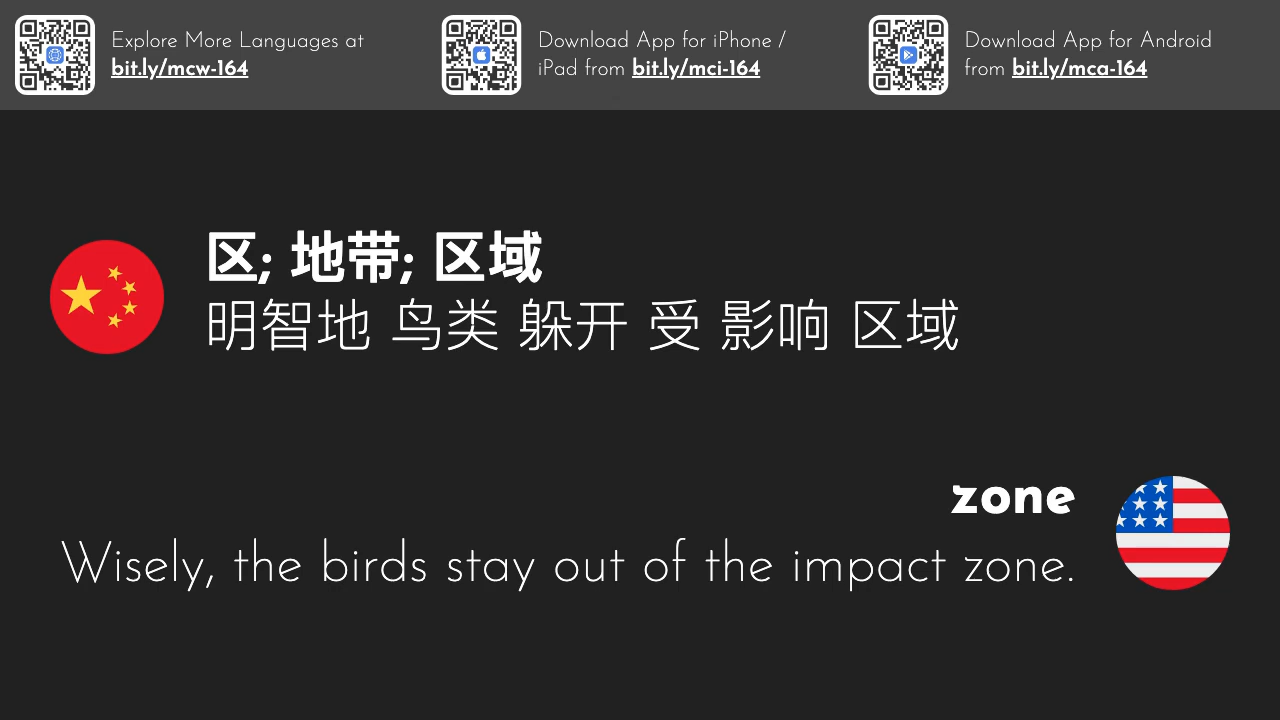 Explore More Languages at
bit.ly/mcw-164
Download App for iPhone /
iPad from bit.ly/mci-164
Download App for Android
from bit.ly/mca-164
区; 地带; 区域
明智地 鸟类 躲开 受 影响 区域
zone
Wisely, the birds stay out of the impact zone.